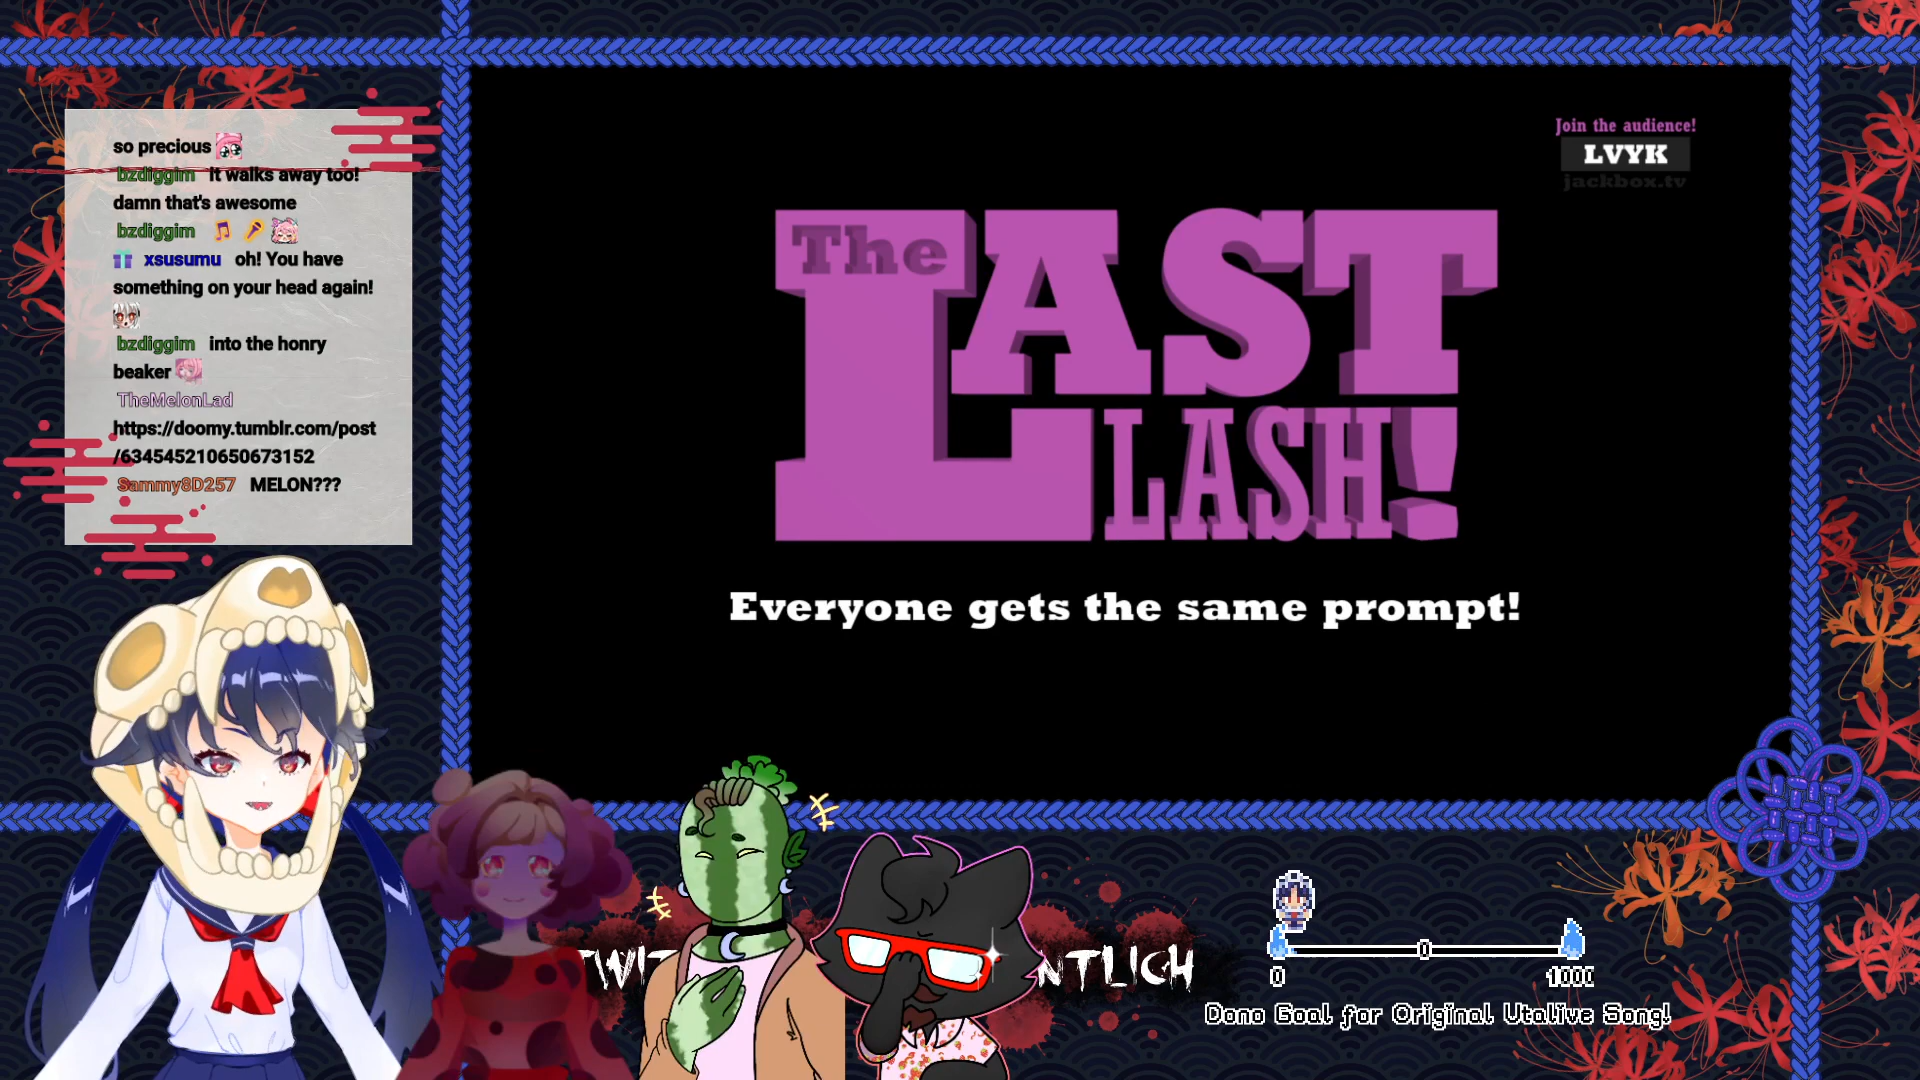 so precious
bzdiggim It walks away too!
damn that's awesome
bzdiggim
xsusumu oh! You have
something on your head again!
bzdiggim into the honry
beaker
TheMelonLad
https://doomy.tumblr.com/post
/634545210650673152
Sammy8D257 MELON???
Join the audience!
LVYK
jackbox.tv
The LAST
LASH!
Everyone gets the same prompt!
0
0
1000
Dono Goal for Original Utalive Song!